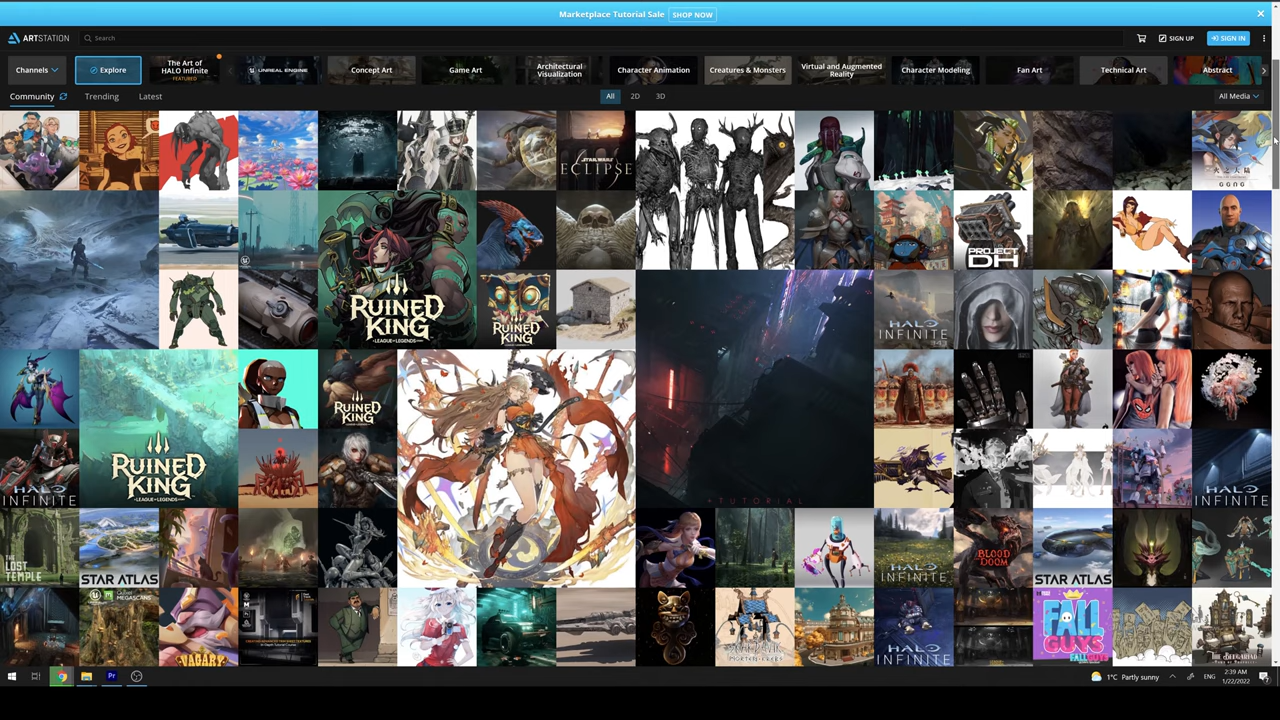 Marketplace Tutorial Sale SHOP NOW
ARTSTATION Search SIGN UP SIGN IN
Channels Explore The Art of HALO Infinite FEATURED UNREAL ENGINE Concept Art Game Art Architectural Visualization Character Animation Creatures & Monsters Virtual and Augmented Reality Character Modeling Fan Art Technical Art Abstract
Community Trending Latest All 2D 3D All Media
STAR WARS
ECLIPSE
RUINED
KING
LEAGUE OF LEGENDS
RUINED
KING
PROJECT
DH
HALO
INFINITE
RUINED
KING
LEAGUE OF LEGENDS
RUINED
KING
HALO
INFINITE
+TUTORIAL
HALO
INFINITE
THE
LOST
TEMPLE
STAR ATLAS
HALO
INFINITE
BLOOD
DOOM
STAR ATLAS
MEGASCANS
VAGARY
HALO
INFINITE
FALL
GUYS
1°C Partly sunny ENG 2:39 AM
1/22/2022